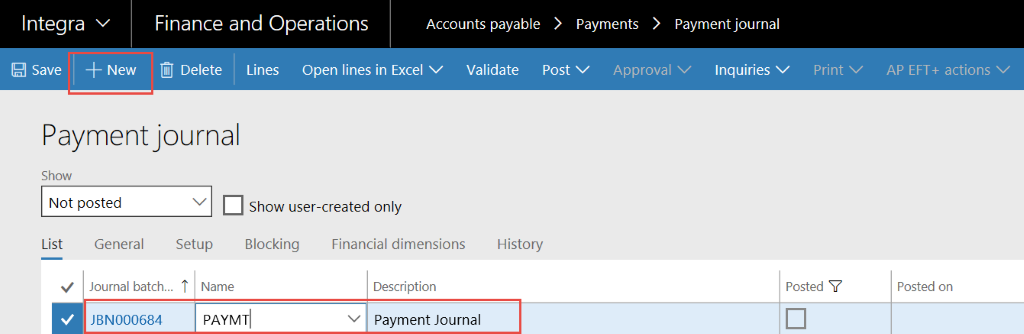 Integra Finance and Operations Accounts payable Payments Payment journal
Save New Delete Lines Open lines in Excel Validate Post Approval Inquiries Print AP EFT+ actions
Payment journal
Show
Not posted Show user-created only
List General Setup Blocking Financial dimensions History
Journal batch... Name Description Posted Posted on
JBN000684 PAYMT Payment Journal